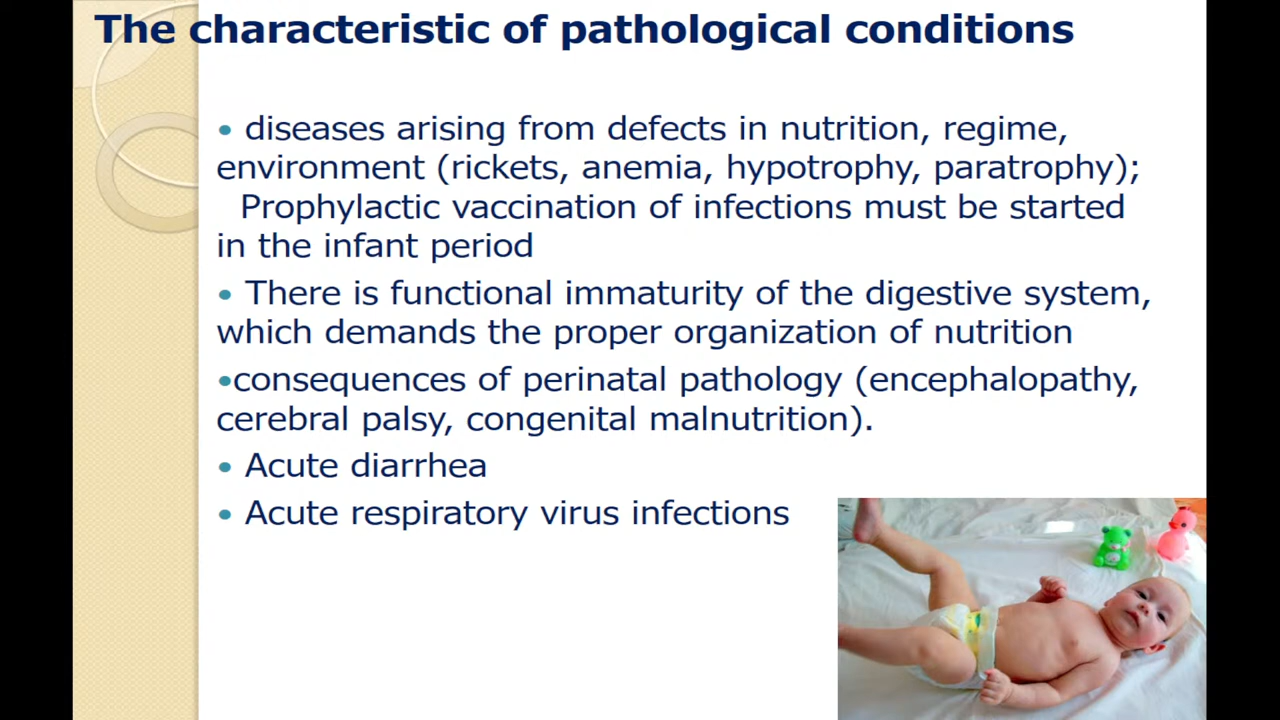 The characteristic of pathological conditions
• diseases arising from defects in nutrition, regime,
environment (rickets, anemia, hypotrophy, paratrophy);
Prophylactic vaccination of infections must be started
in the infant period
• There is functional immaturity of the digestive system,
which demands the proper organization of nutrition
•consequences of perinatal pathology (encephalopathy,
cerebral palsy, congenital malnutrition).
• Acute diarrhea
• Acute respiratory virus infections